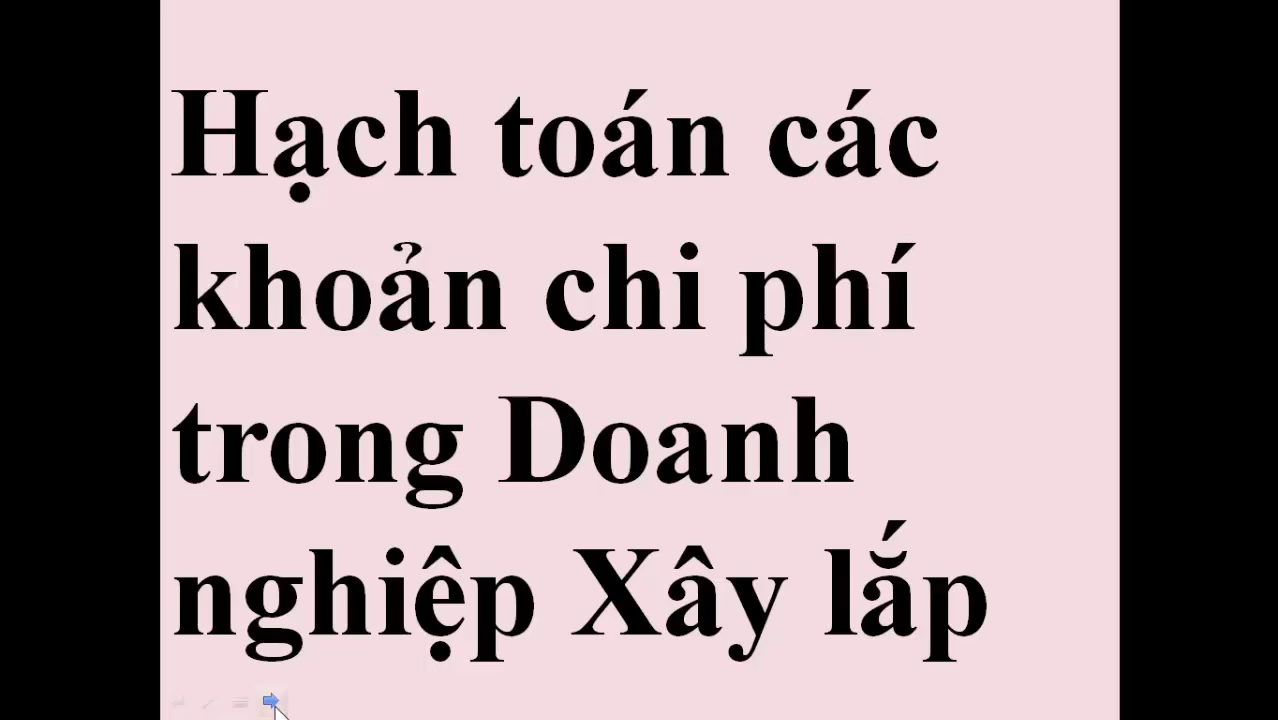 Hạch toán các
khoản chi phí
trong Doanh
nghiệp Xây lắp